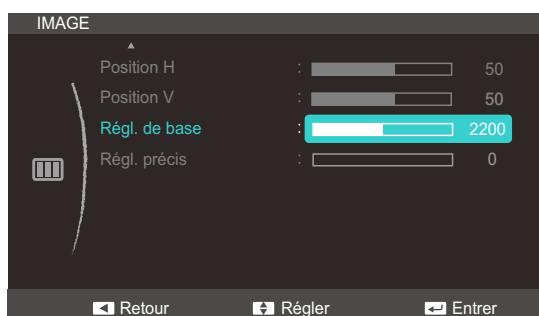 IMAGE
Position H : 50
Position V : 50
Régl. de base : 2200
Régl. précis : 0
Retour Régler Entrer